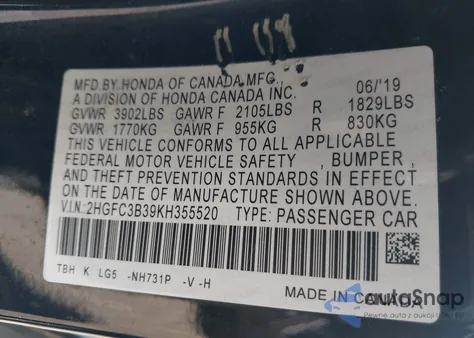 MFD.BY.HONDA OF CANADA MFG., 06/'19
A DIVISION OF HONDA CANADA INC.
GVWR 3902LBS GAWR F 2105LBS R 1829LBS
GVWR 1770KG GAWR F 955KG R 830KG
THIS VEHICLE CONFORMS TO ALL APPLICABLE
FEDERAL MOTOR VEHICLE SAFETY , BUMPER ,
AND THEFT PREVENTION STANDARDS IN EFFECT
ON THE DATE OF MANUFACTURE SHOWN ABOVE.
V.I.N.:2HGFC3B39KH355520 TYPE: PASSENGER CAR
TBH K LG5 -NH731P -V -H
MADE IN CANADA
autoSnap